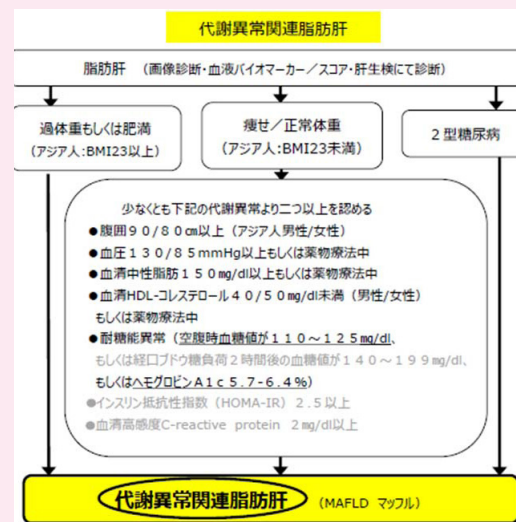 代謝異常関連脂肪肝
脂肪肝 （画像診断・血液バイオマーカー／スコア・肝生検にて診断）
過体重もしくは肥満
（アジア人:BMI23以上）
痩せ／正常体重
（アジア人:BMI23未満）
２型糖尿病
少なくとも下記の代謝異常より二つ以上を認める
●腹囲９０/８０㎝以上（アジア人男性/女性）
●血圧１３０/８５mmHg以上もしくは薬物療法中
●血清中性脂肪１５０㎎/dl以上もしくは薬物療法中
●血清HDL-コレステロール４０/５０㎎/dl未満（男性/女性）
もしくは薬物療法中
●耐糖能異常（空腹時血糖値が１１０～１２５㎎/dl、
もしくは経口ブドウ糖負荷２時間後の血糖値が１４０～１９９㎎/dl、
もしくはヘモグロビンA１ｃ５.７-６.４％）
●インスリン抵抗性指数（HOMA-IR）２.５以上
●血清高感度C-reactive protein ２㎎/dl以上
代謝異常関連脂肪肝 （MAFLD マッフル）